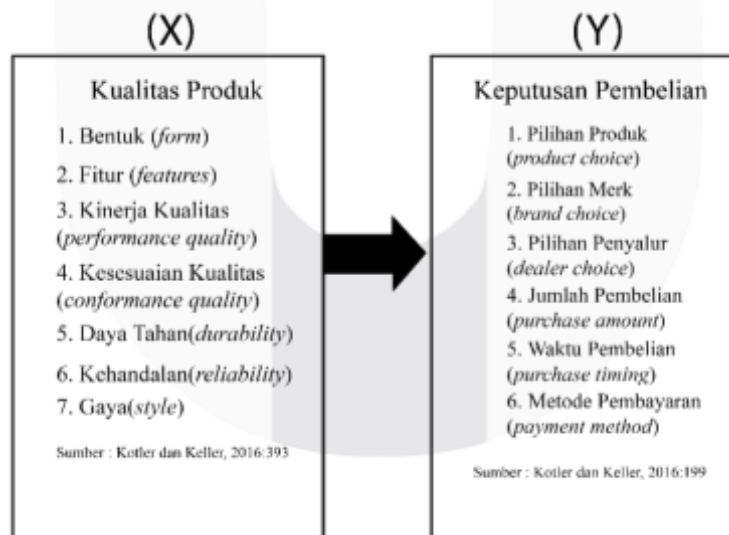 (X)
Kualitas Produk
1. Bentuk (form)
2. Fitur (features)
3. Kinerja Kualitas
(performance quality)
4. Kesesuaian Kualitas
(conformance quality)
5. Daya Tahan(durability)
6. Kehandalan(reliability)
7. Gaya(style)
Sumber : Kotler dan Keller, 2016:393
(Y)
Keputusan Pembelian
1. Pilihan Produk
(product choice)
2. Pilihan Merk
(brand choice)
3. Pilihan Penyalur
(dealer choice)
4. Jumlah Pembelian
(purchase amount)
5. Waktu Pembelian
(purchase timing)
6. Metode Pembayaran
(payment method)
Sumber : Kotler dan Keller, 2016:199